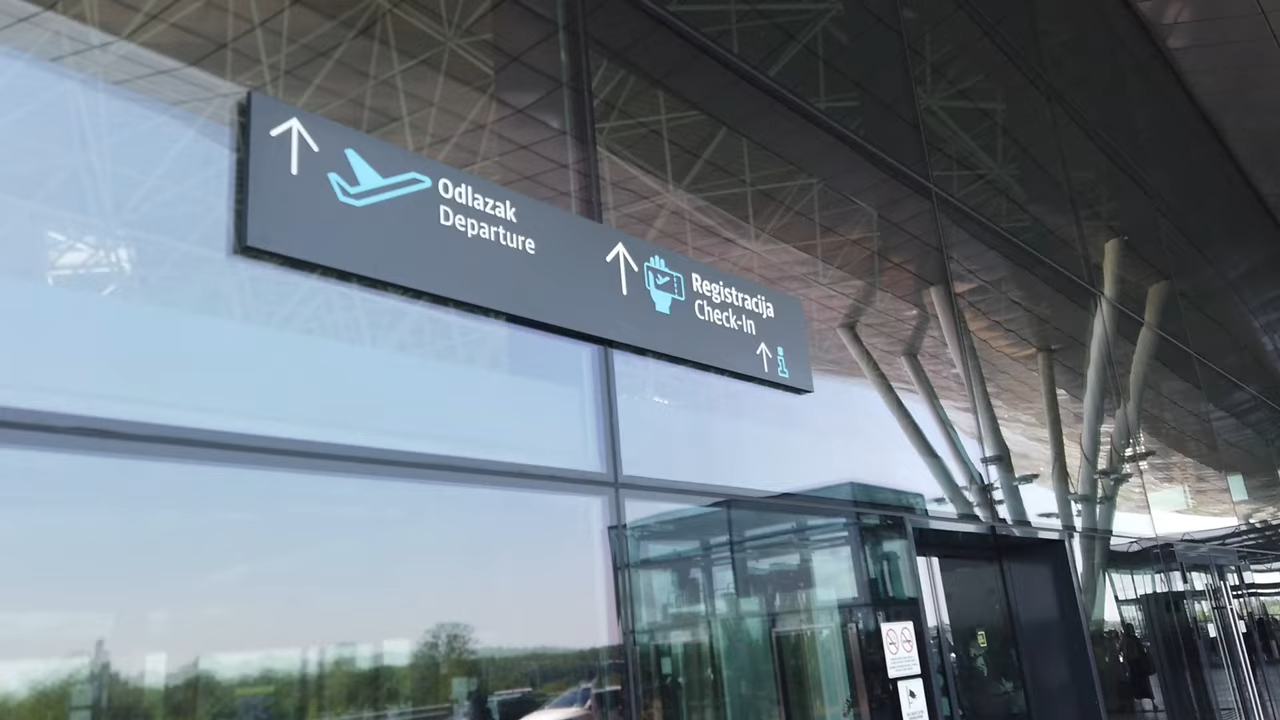 Odlazak
Departure
Registracija
Check-In
i